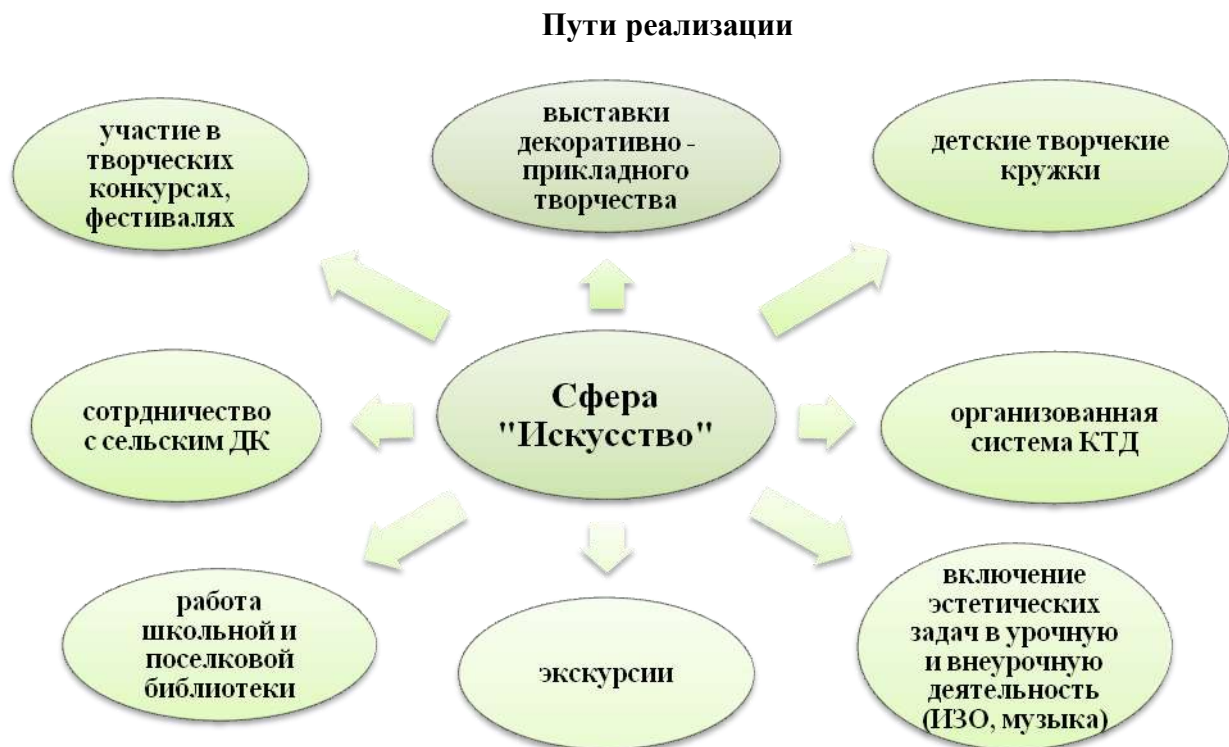 Пути реализации
участие в
творческих
конкурсах,
фестивалях
выставки
декоративно -
прикладного
творчества
детские творчекие
кружки
сотрдничество
с сельским ДК
Сфера
"Искусство"
организованная
система КТД
работа
школьной и
поселковой
библиотеки
экскурсии
включение
эстетических
задач в урочную
и внеурочную
деятельность
(ИЗО, музыка)